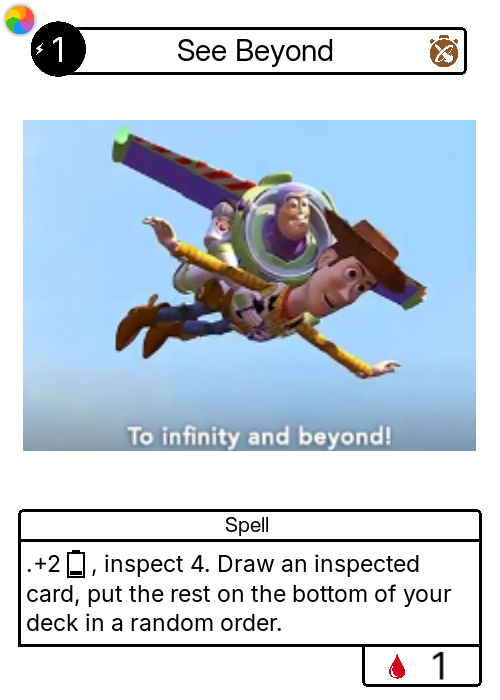 1 See Beyond
To infinity and beyond!
Spell
.+2 , inspect 4. Draw an inspected
card, put the rest on the bottom of your
deck in a random order.
1